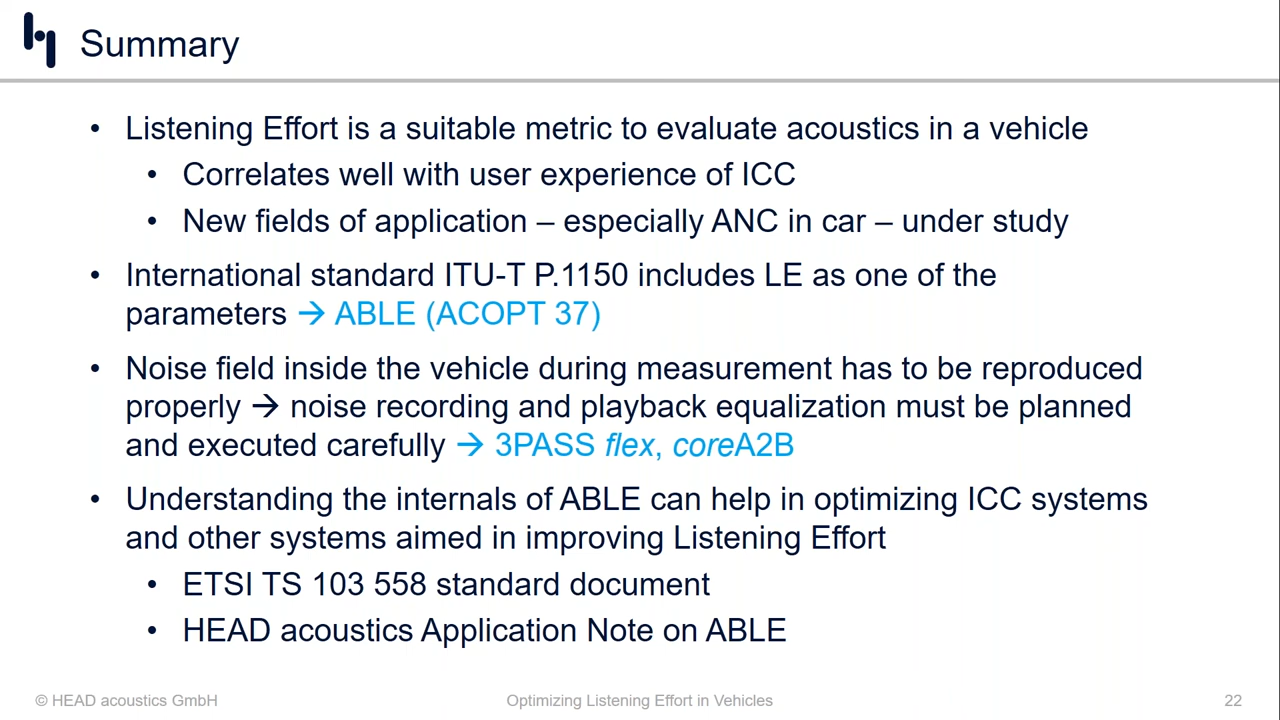 Summary
• Listening Effort is a suitable metric to evaluate acoustics in a vehicle
• Correlates well with user experience of ICC
• New fields of application – especially ANC in car – under study
• International standard ITU-T P.1150 includes LE as one of the
parameters → ABLE (ACOPT 37)
• Noise field inside the vehicle during measurement has to be reproduced
properly → noise recording and playback equalization must be planned
and executed carefully → 3PASS flex, coreA2B
• Understanding the internals of ABLE can help in optimizing ICC systems
and other systems aimed in improving Listening Effort
• ETSI TS 103 558 standard document
• HEAD acoustics Application Note on ABLE
© HEAD acoustics GmbH
Optimizing Listening Effort in Vehicles
22